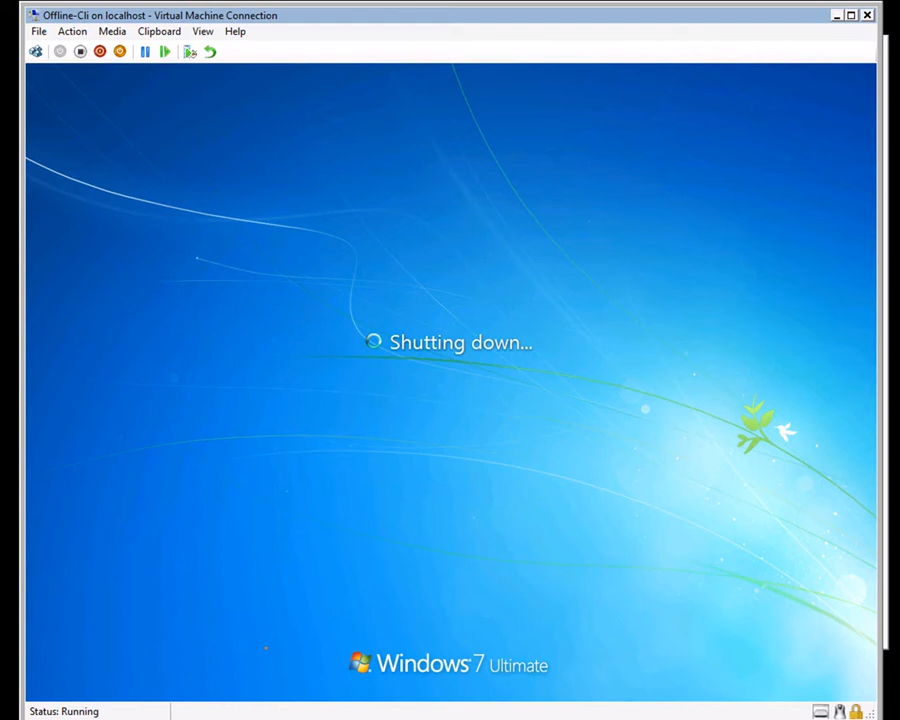 Offline-Cli on localhost - Virtual Machine Connection
File Action Media Clipboard View Help
Shutting down...
Windows 7 Ultimate
Status: Running